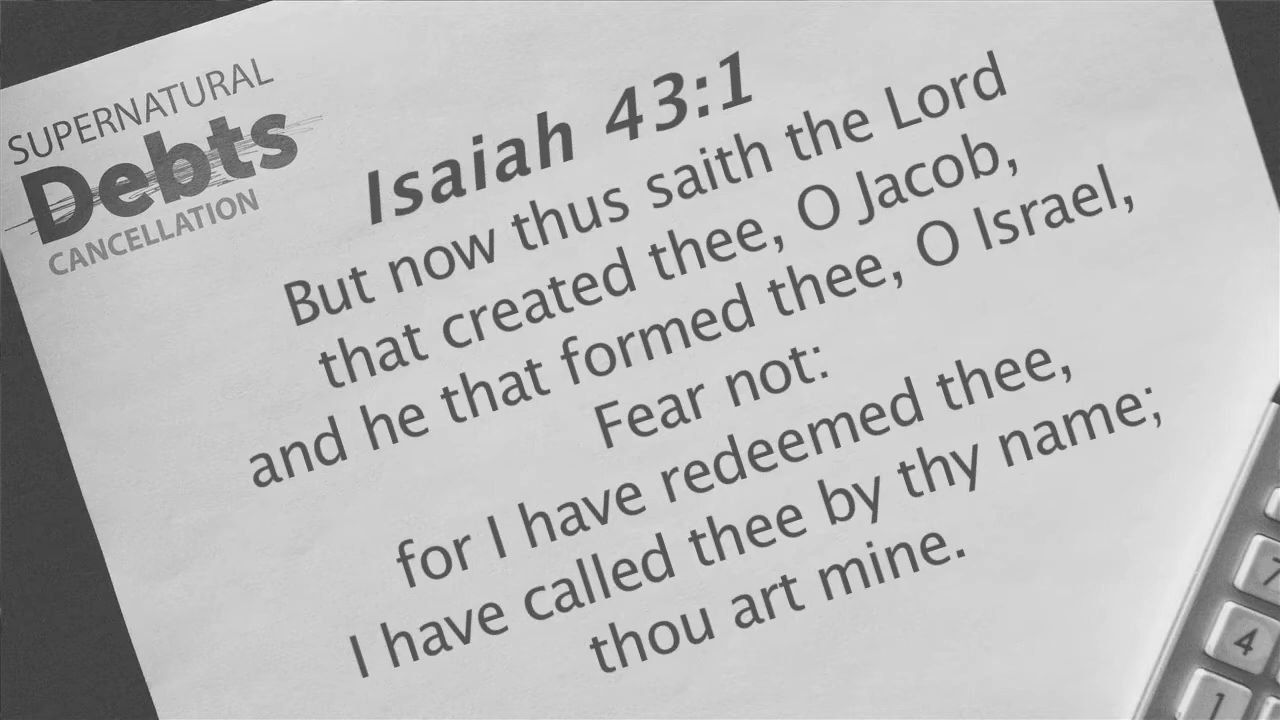 SUPERNATURAL
Debts
CANCELLATION
Isaiah 43:1
But now thus saith the Lord
that created thee, O Jacob,
and he that formed thee, O Israel,
Fear not:
for I have redeemed thee,
I have called thee by thy name;
thou art mine.
7
4
1